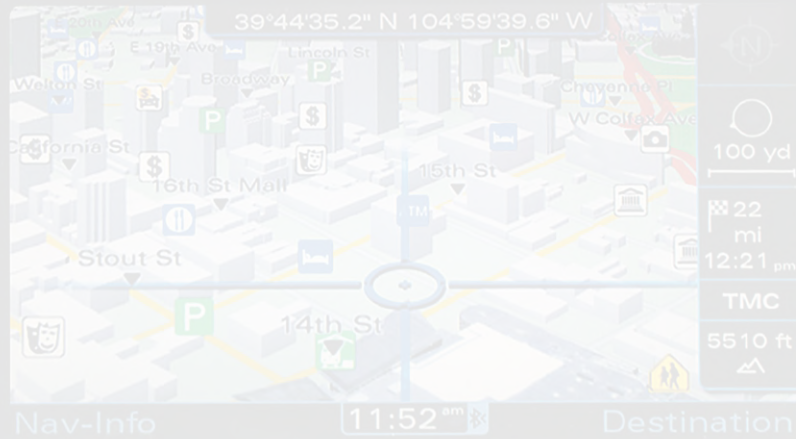 39°44'35.2" N 104°59'39.6" W
20th Ave
E 19th Ave
Lincoln St
Broadway
Welton St
Cheyenne Pl
W Colfax Ave
California St
15th St
16th St Mall
Stout St
14th St
ATM
P
P
P
P
$
$
$
$
N
100 yd
22
mi
12:21 pm
TMC
5510 ft
Nav-Info
11:52 am
Destination